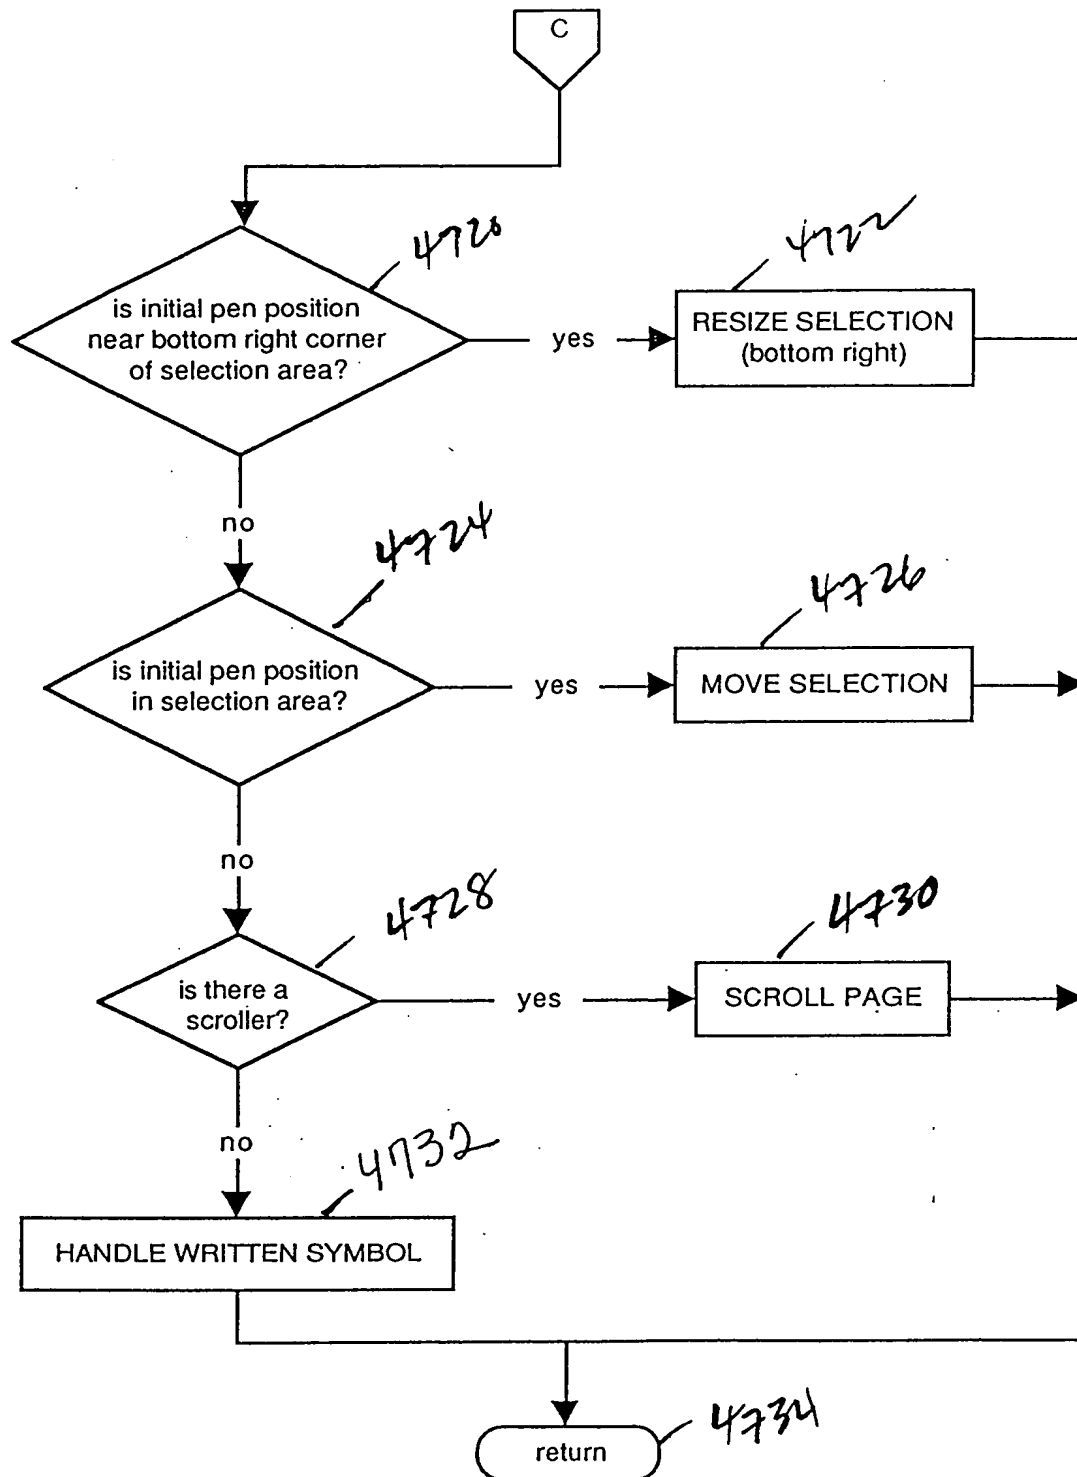 C
4720
is initial pen position
near bottom right corner
of selection area?
yes
4722
RESIZE SELECTION
(bottom right)
no
4724
is initial pen position
in selection area?
yes
4726
MOVE SELECTION
no
4728
is there a
scroller?
yes
4730
SCROLL PAGE
no
4732
HANDLE WRITTEN SYMBOL
4734
return